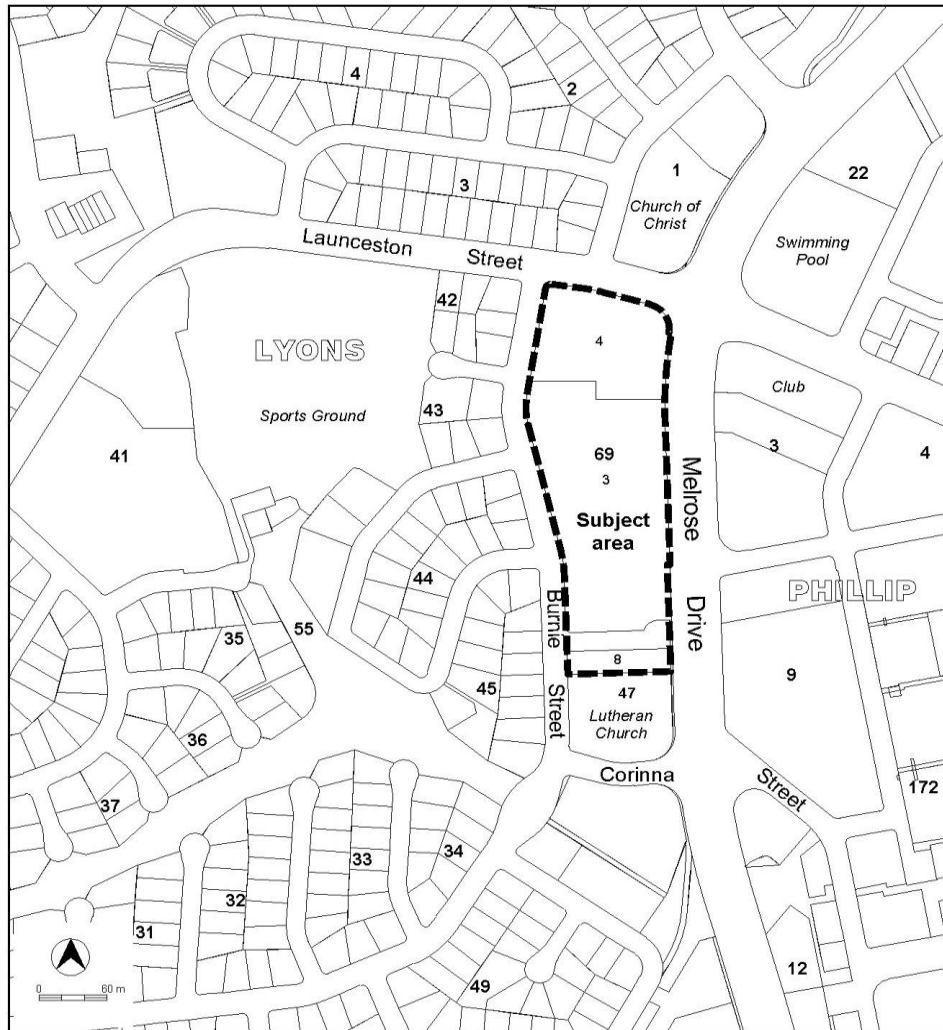 4
2
1
22
3
Church of
Christ
Launceston
Street
Swimming
Pool
42
4
LYONS
Club
Sports Ground
43
3
4
41
69
3
Melrose
Subject
area
44
PHILLIP
35
55
Burnie
Drive
8
9
45
47
Street
Lutheran
Church
36
Corinna
Street
37
172
34
33
32
31
12
49
0 60 m